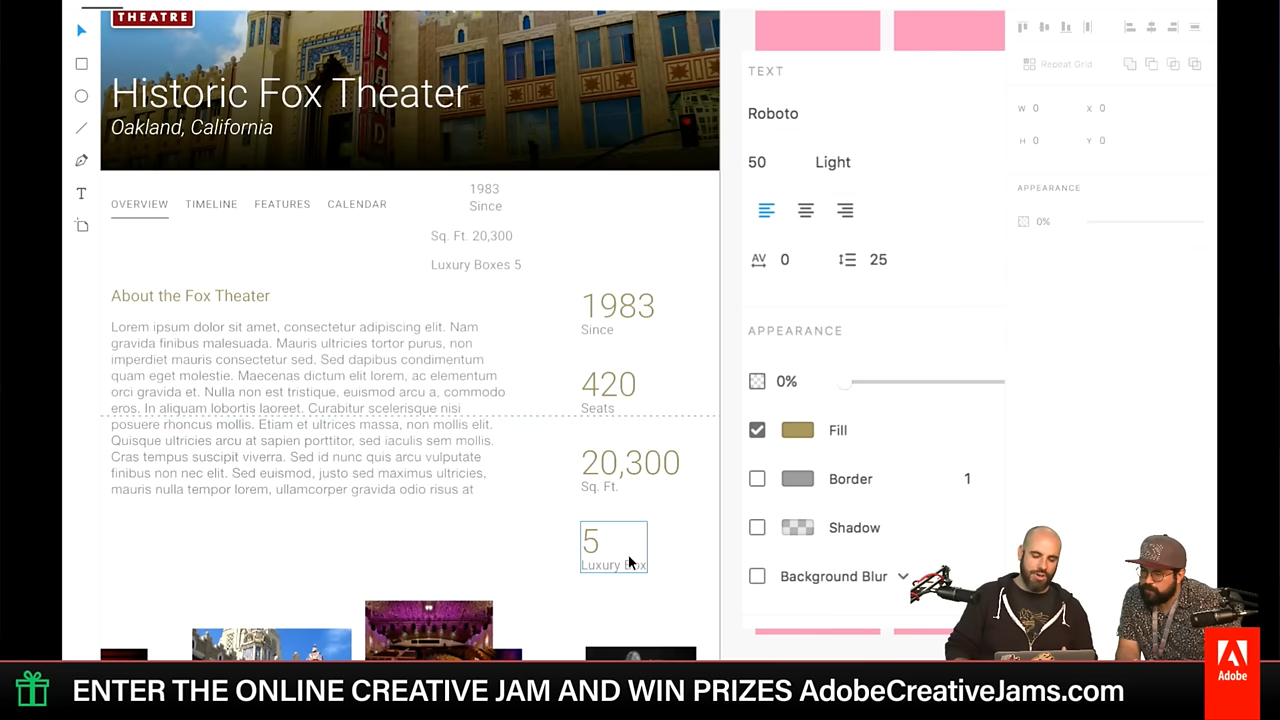 THEATRE
Historic Fox Theater
Oakland, California
OVERVIEW TIMELINE FEATURES CALENDAR
1983
Since
Sq. Ft. 20,300
Luxury Boxes 5
About the Fox Theater
Lorem ipsum dolor sit amet, consectetur adipiscing elit. Nam
gravida finibus malesuada. Mauris ultricies tortor purus, non
imperdiet mauris consectetur sed. Sed dapibus condimentum
quam eget molestie. Maecenas dictum elit lorem, ac elementum
orci gravida et. Nulla non est tristique, euismod arcu a, commodo
eros. In aliquam lobortis laoreet. Curabitur scelerisque nisi
posuere rhoncus mollis. Etiam et ultrices massa, non mollis elit.
Quisque ultricies arcu at sapien porttitor, sed iaculis sem mollis.
Cras tempus suscipit viverra. Sed id nunc quis arcu vulputate
finibus non nec elit. Sed euismod, justo sed maximus ultricies,
mauris nulla tempor lorem, ullamcorper gravida odio risus at
1983
Since
420
Seats
20,300
Sq. Ft.
5
Luxury Box
T
TEXT
Roboto
50 Light
AV 0 25
APPEARANCE
0%
Fill
Border 1
Shadow
Background Blur
Repeat Grid
W 0 X 0
H 0 Y 0
APPEARANCE
0%
ENTER THE ONLINE CREATIVE JAM AND WIN PRIZES AdobeCreativeJams.com
Adobe